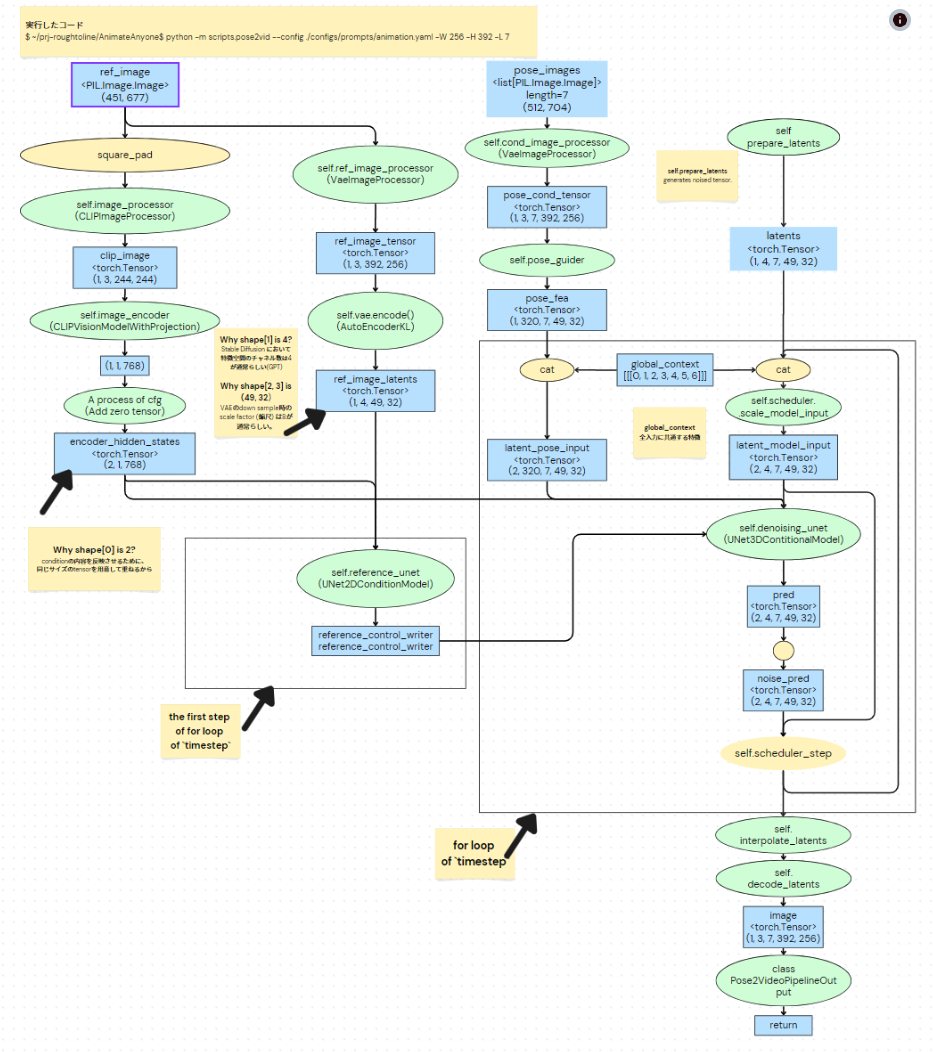 実行したコード
$ ~/prj-roughtoline/AnimateAnyone$ python -m scripts.pose2vid --config ./configs/prompts/animation.yaml -W 256 -H 392 -L 7
ref_image
<PIL.Image.Image>
(451, 677)
square_pad
self.image_processor
(CLIPImageProcessor)
clip_image
<torch.Tensor>
(1, 3, 244, 244)
self.image_encoder
(CLIPVisionModelWithProjection)
(1, 1, 768)
A process of cfg
(Add zero tensor)
encoder_hidden_states
<torch.Tensor>
(2, 1, 768)
Why shape[0] is 2?
conditionの内容を反映させるために、
同じサイズのtensorを用意して重ねるから
self.ref_image_processor
(VaeImageProcessor)
ref_image_tensor
<torch.Tensor>
(1, 3, 392, 256)
self.vae.encode()
(AutoEncoderKL)
Why shape[1] is 4?
Stable Diffusion において
特徴空間のチャネル数は4
が通常らしい(GPT)
Why shape[2, 3] is
(49, 32)
VAE のdown sample時の
scale factor (縮尺) は8が
通常らしい。
ref_image_latents
<torch.Tensor>
(1, 4, 49, 32)
self.reference_unet
(UNet2DConditionModel)
reference_control_writer
reference_control_writer
the first step
of for loop
of `timestep`
pose_images
<list[PIL.Image.Image]>
length=7
(512, 704)
self.cond_image_processor
(VaeImageProcessor)
pose_cond_tensor
<torch.Tensor>
(1, 3, 7, 392, 256)
self.pose_guider
pose_fea
<torch.Tensor>
(1, 320, 7, 49, 32)
cat
global_context
[[[0, 1, 2, 3, 4, 5, 6]]]
global_context
全入力に共通する特徴
latent_pose_input
<torch.Tensor>
(2, 320, 7, 49, 32)
self
prepare_latents
self.prepare_latents
generates noised tensor.
latents
<torch.Tensor>
(1, 4, 7, 49, 32)
cat
self.scheduler.
scale_model_input
latent_model_input
<torch.Tensor>
(2, 4, 7, 49, 32)
self.denoising_unet
(UNet3DContitionalModel)
pred
<torch.Tensor>
(2, 4, 7, 49, 32)
noise_pred
<torch.Tensor>
(2, 4, 7, 49, 32)
self.scheduler_step
for loop
of `timestep
self.
interpolate_latents
self.
decode_latents
image
<torch.Tensor>
(1, 3, 7, 392, 256)
class
Pose2VideoPipelineOut
put
return